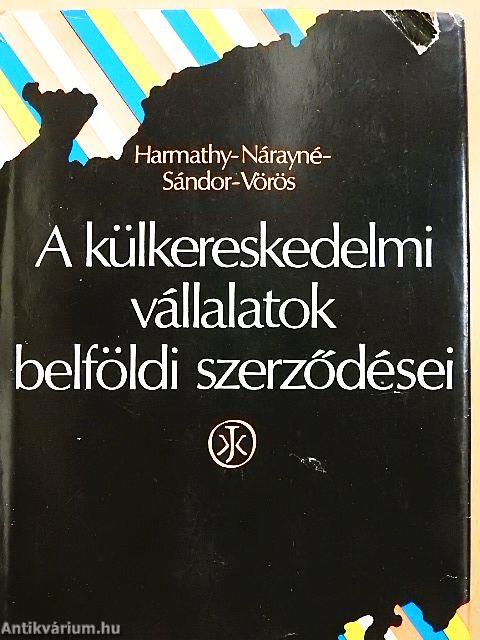 Harmathy-Nárayné-
Sándor-Vörös
A külkereskedelmi
vállalatok
belföldi szerződései
KJK
Antikvárium.hu